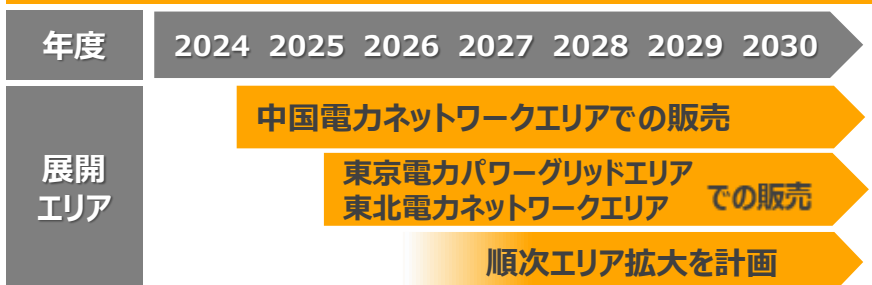 年度
2024 2025 2026 2027 2028 2029 2030
展開
エリア
中国電力ネットワークエリアでの販売
東京電力パワーグリッドエリア
東北電力ネットワークエリア
での販売
順次エリア拡大を計画